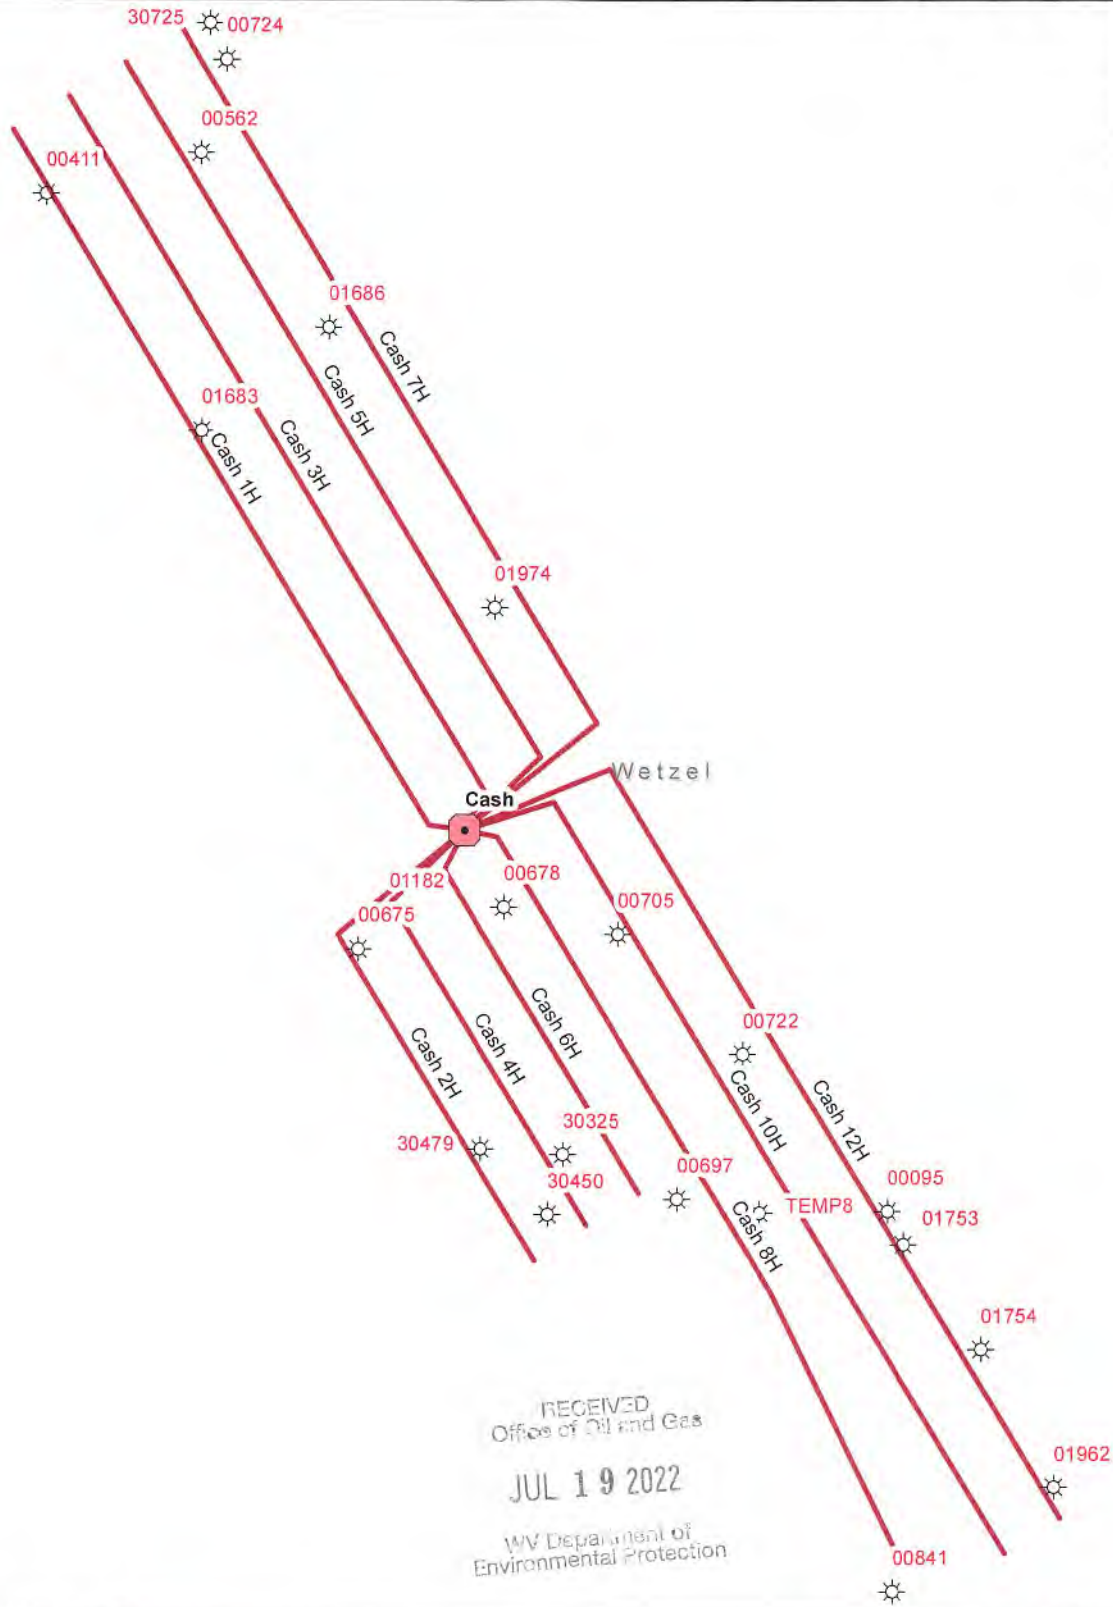 30725
00724
00562
00411
01686
Cash 7H
Cash 5H
01683
Cash 3H
Cash 1H
01974
Wetzel
Cash
01182
00678
00675
00705
Cash 6H
Cash 4H
Cash 2H
00722
Cash 10H
Cash 12H
30325
30479
00697
30450
00095
TEMP8
01753
Cash 8H
01754
RECEIVED
Office of Oil and Gas
JUL 19 2022
WV Department of
Environmental Protection
01962
00841